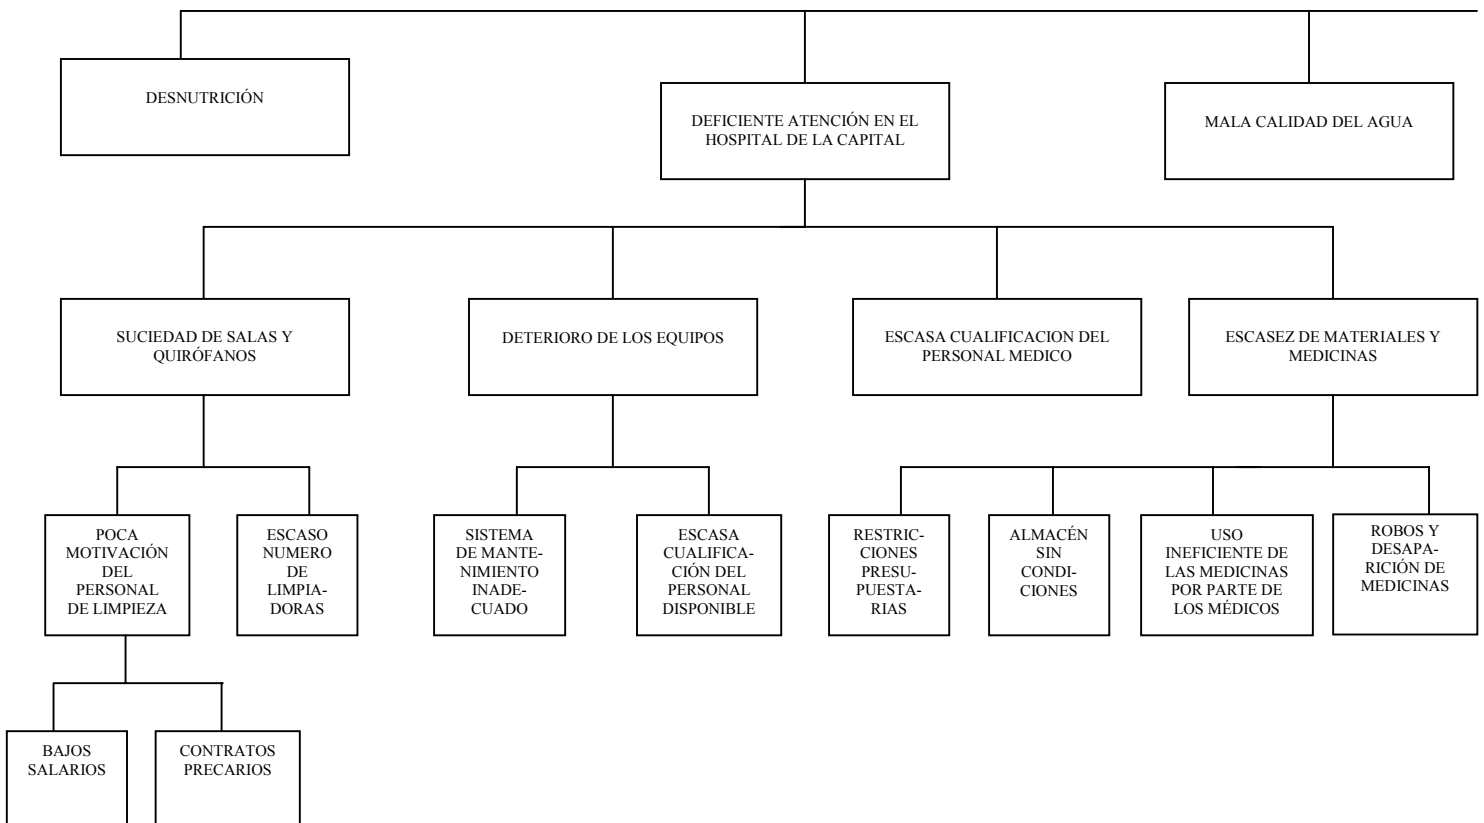 DESNUTRICIÓN
DEFICIENTE ATENCIÓN EN EL
HOSPITAL DE LA CAPITAL
MALA CALIDAD DEL AGUA
SUCIEDAD DE SALAS Y
QUIRÓFANOS
DETERIORO DE LOS EQUIPOS
ESCASA CUALIFICACION DEL
PERSONAL MEDICO
ESCASEZ DE MATERIALES Y
MEDICINAS
POCA
MOTIVACIÓN
DEL
PERSONAL
DE LIMPIEZA
ESCASO
NUMERO
DE
LIMPIA-
DORAS
SISTEMA
DE MANTE-
NIMIENTO
INADE-
CUADO
ESCASA
CUALIFICA-
CIÓN DEL
PERSONAL
DISPONIBLE
RESTRIC-
CIONES
PRESU-
PUESTA-
RIAS
ALMACÉN
SIN
CONDI-
CIONES
USO
INEFICIENTE DE
LAS MEDICINAS
POR PARTE DE
LOS MÉDICOS
ROBOS Y
DESAPA-
RICIÓN DE
MEDICINAS
BAJOS
SALARIOS
CONTRATOS
PRECARIOS